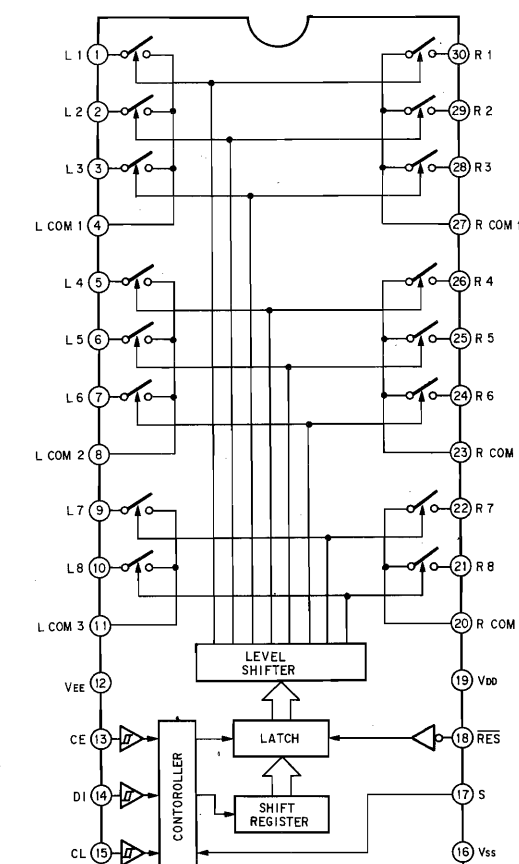 L 1 1
30 R 1
L 2 2
29 R 2
L 3 3
28 R 3
L COM 1 4
27 R COM 1
L 4 5
26 R 4
L 5 6
25 R 5
L 6 7
24 R 6
L COM 2 8
23 R COM
L 7 9
22 R 7
L 8 10
21 R 8
L COM 3 11
20 R COM
LEVEL
SHIFTER
VEE 12
19 VDD
CE 13
LATCH
18 RES
DI 14
CONTOROLLER
SHIFT
REGISTER
17 S
CL 15
16 Vss